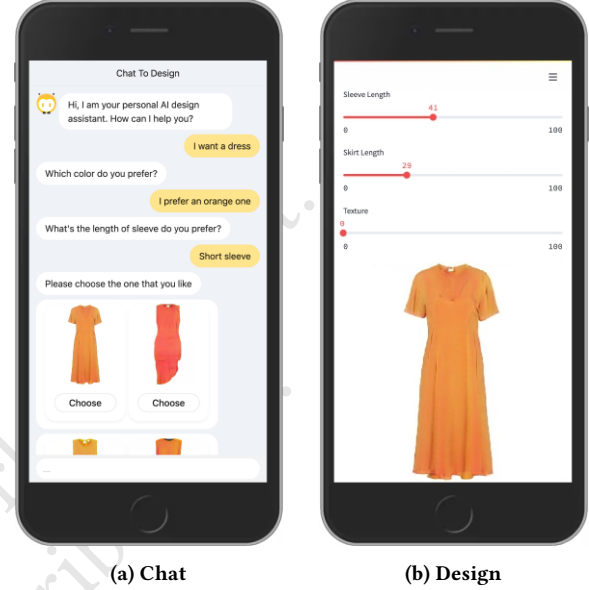 Chat To Design
Hi, I am your personal AI design
assistant. How can I help you?
I want a dress
Which color do you prefer?
I prefer an orange one
What's the length of sleeve do you prefer?
Short sleeve
Please choose the one that you like
Choose
Choose
...
(a) Chat
Sleeve Length
41
0
100
Skirt Length
29
0
100
Texture
0
0
100
(b) Design